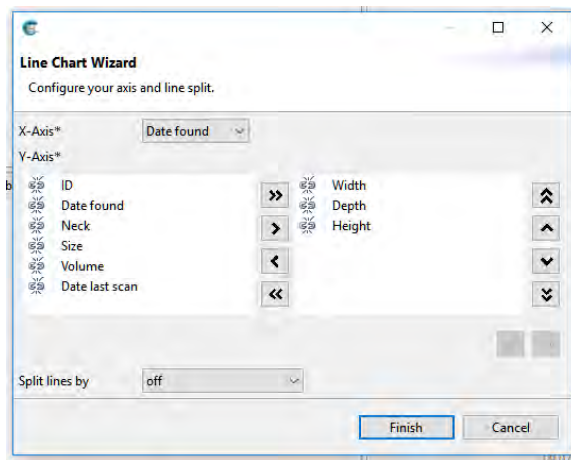 Line Chart Wizard
Configure your axis and line split.
X-Axis* Date found
Y-Axis*
b
ID
Date found
Neck
Size
Volume
Date last scan
Width
Depth
Height
Split lines by off
Finish Cancel